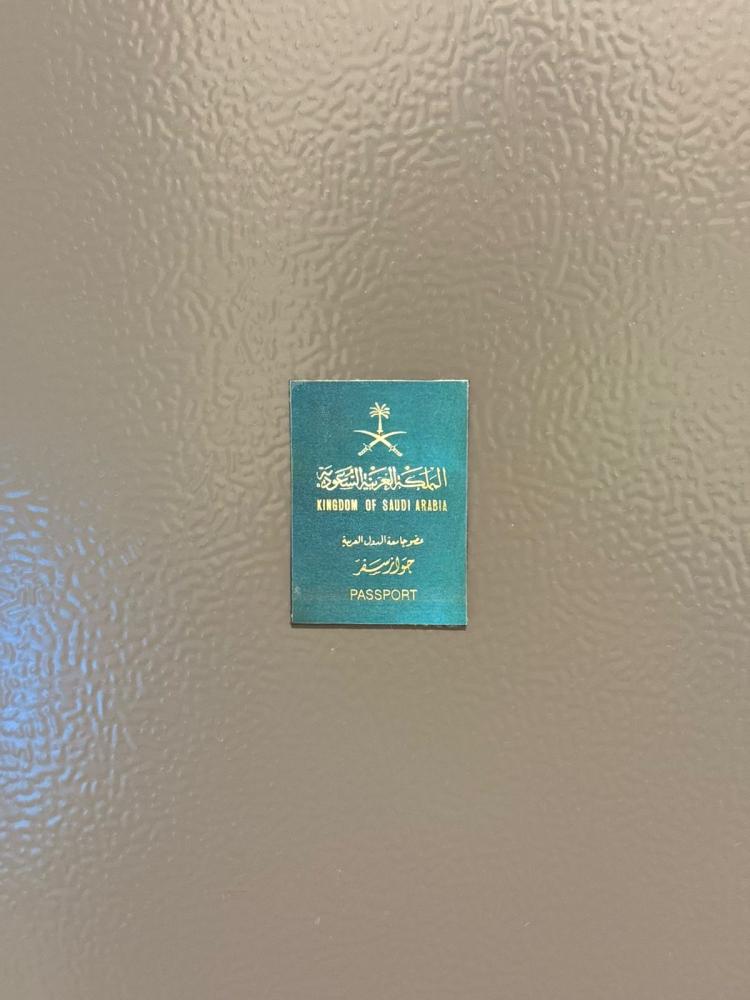 المملكة العربية السعودية
KINGDOM OF SAUDI ARABIA
عضو جامعة الدول العربية
جواز سفر
PASSPORT